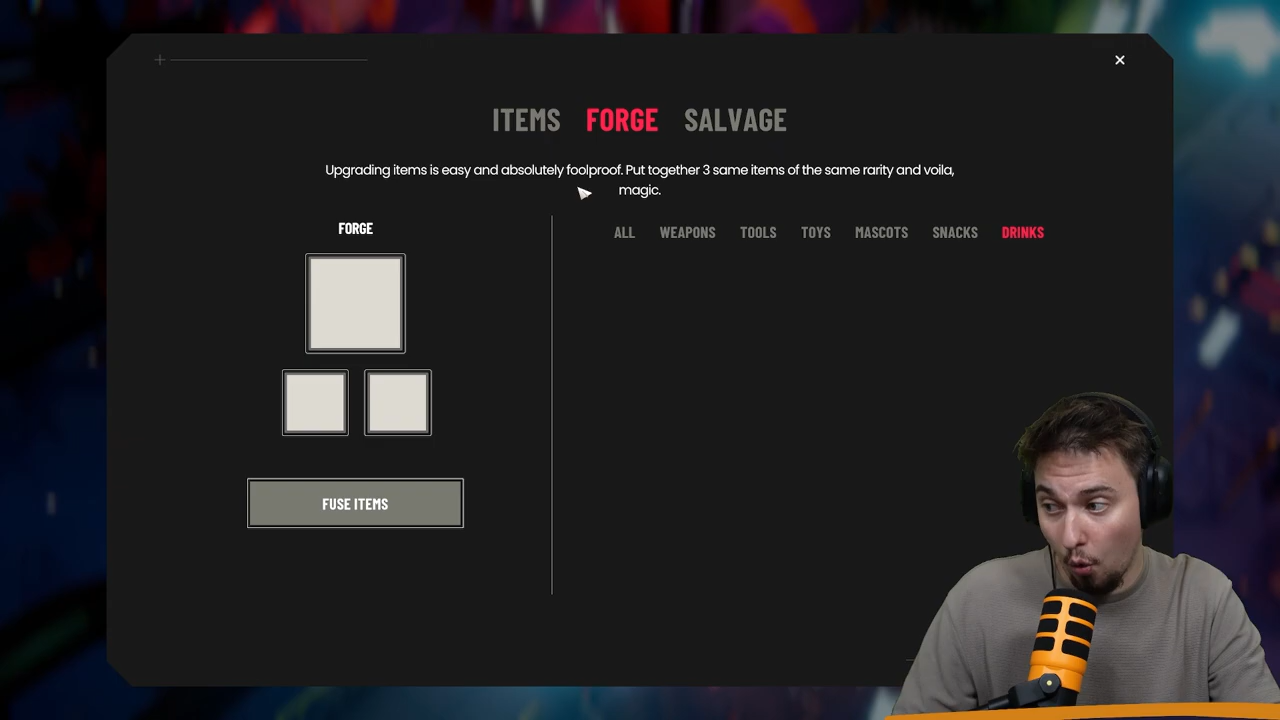 ITEMS FORGE SALVAGE
Upgrading items is easy and absolutely foolproof. Put together 3 same items of the same rarity and voila,
magic.
FORGE
ALL WEAPONS TOOLS TOYS MASCOTS SNACKS DRINKS
FUSE ITEMS